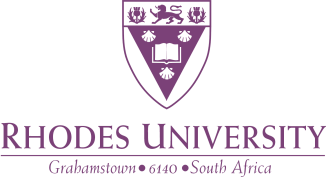 RHODES UNIVERSITY
Grahamstown • 6140 • South Africa